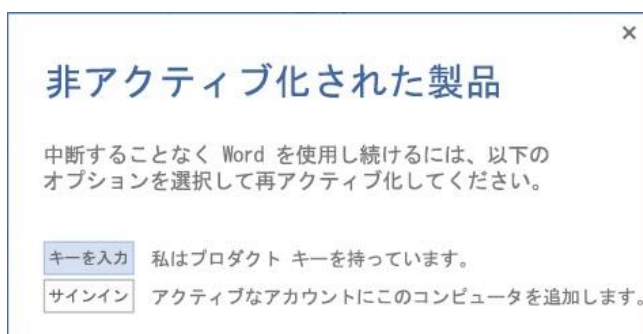 非アクティブ化された製品
中断することなく Word を使用し続けるには、以下の
オプションを選択して再アクティブ化してください。
キーを入力 私はプロダクト キーを持っています。
サインイン アクティブなアカウントにこのコンピュータを追加します。